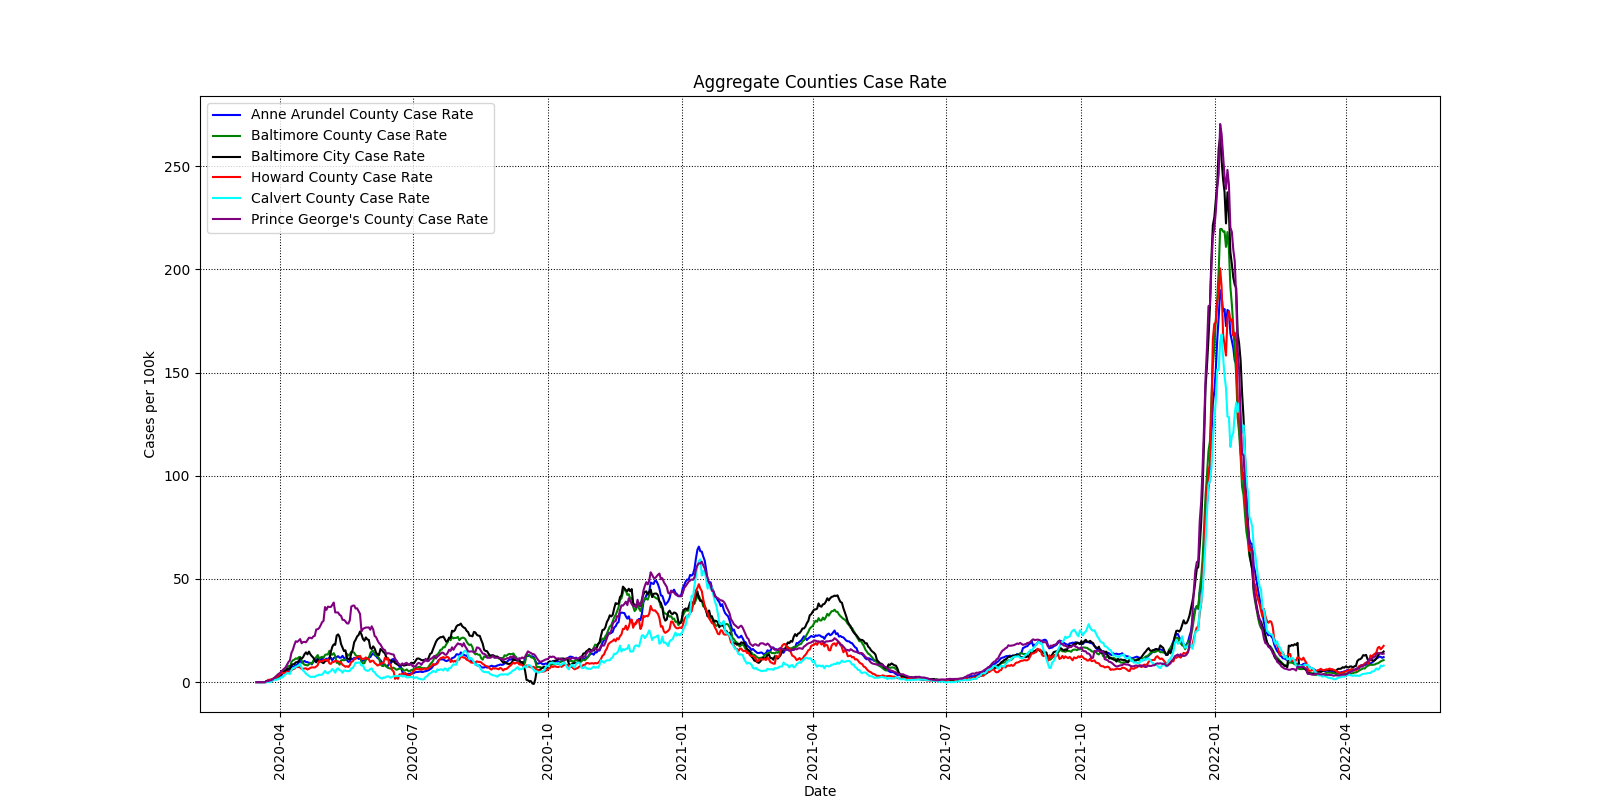 Aggregate Counties Case Rate
Anne Arundel County Case Rate
Baltimore County Case Rate
Baltimore City Case Rate
Howard County Case Rate
Calvert County Case Rate
Prince George's County Case Rate
Cases per 100k
250
200
150
100
50
0
2020-04
2020-07
2020-10
2021-01
2021-04
2021-07
2021-10
2022-01
2022-04
Date